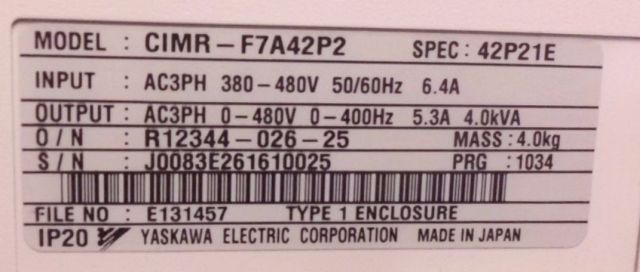 MODEL : CIMR-F7A42P2 SPEC: 42P21E
INPUT : AC3PH 380-480V 50/60Hz 6.4A
OUTPUT : AC3PH 0-480V 0-400Hz 5.3A 4.0kVA
O/N : R12344-026-25 MASS : 4.0kg
S/N : J0083E261610025 PRG : 1034
FILE NO : E131457 TYPE 1 ENCLOSURE
IP20 YASKAWA ELECTRIC CORPORATION MADE IN JAPAN